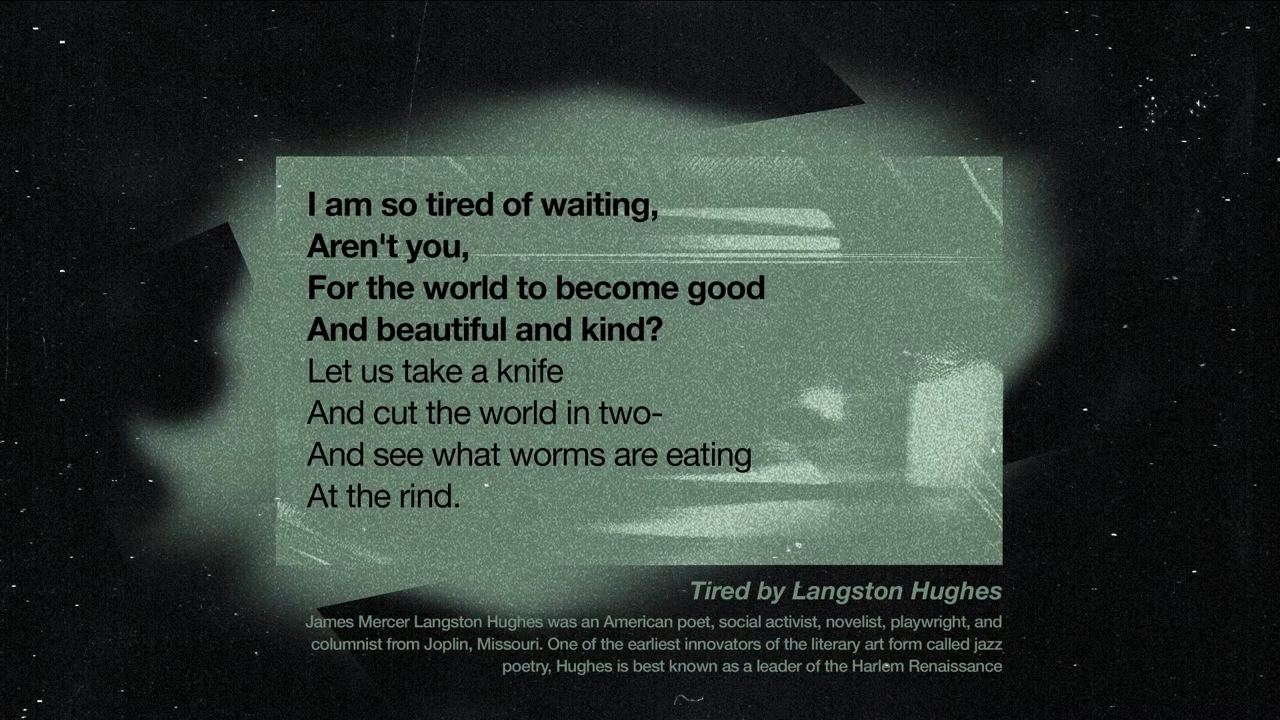 I am so tired of waiting,
Aren't you,
For the world to become good
And beautiful and kind?
Let us take a knife
And cut the world in two-
And see what worms are eating
At the rind.
Tired by Langston Hughes
James Mercer Langston Hughes was an American poet, social activist, novelist, playwright, and
columnist from Joplin, Missouri. One of the earliest innovators of the literary art form called jazz
poetry, Hughes is best known as a leader of the Harlem Renaissance